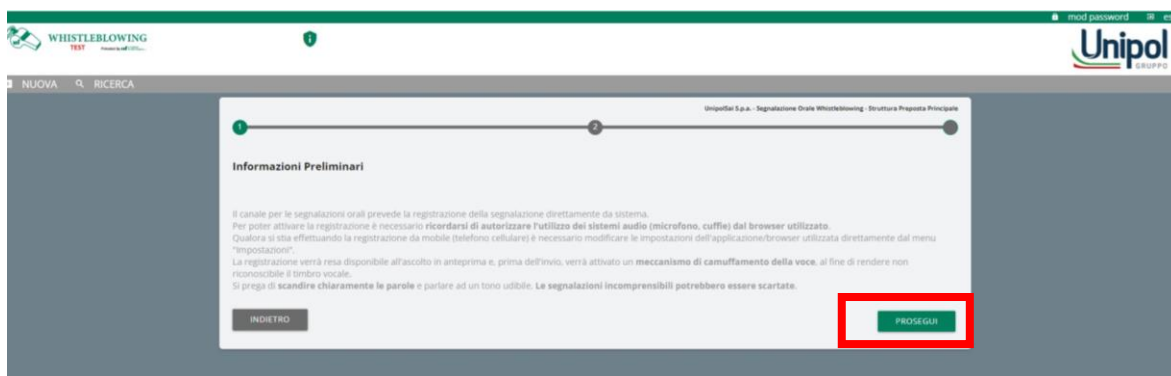 mod password
WHISTLEBLOWING
TEST
Unipol
GRUPPO
NUOVA RICERCA
UnipolSai S.p.a. - Segnalazione Orale Whistleblowing - Struttura Preposta Principale
1 2
Informazioni Preliminari
Il canale per le segnalazioni orali prevede la registrazione della segnalazione direttamente da sistema.
Per poter attivare la registrazione è necessario ricordarsi di autorizzare l'utilizzo dei sistemi audio (microfono, cuffie) dal browser utilizzato.
Qualora si stia effettuando la registrazione da mobile (telefono cellulare) è necessario modificare le impostazioni dell'applicazione/browser utilizzata direttamente dal menu
"Impostazioni".
La registrazione verrà resa disponibile all'ascolto in anteprima e, prima dell'invio, verrà attivato un meccanismo di camuffamento della voce, al fine di rendere non
riconoscibile il timbro vocale.
Si prega di scandire chiaramente le parole e parlare ad un tono udibile. Le segnalazioni incomprensibili potrebbero essere scartate.
INDIETRO PROSEGUI